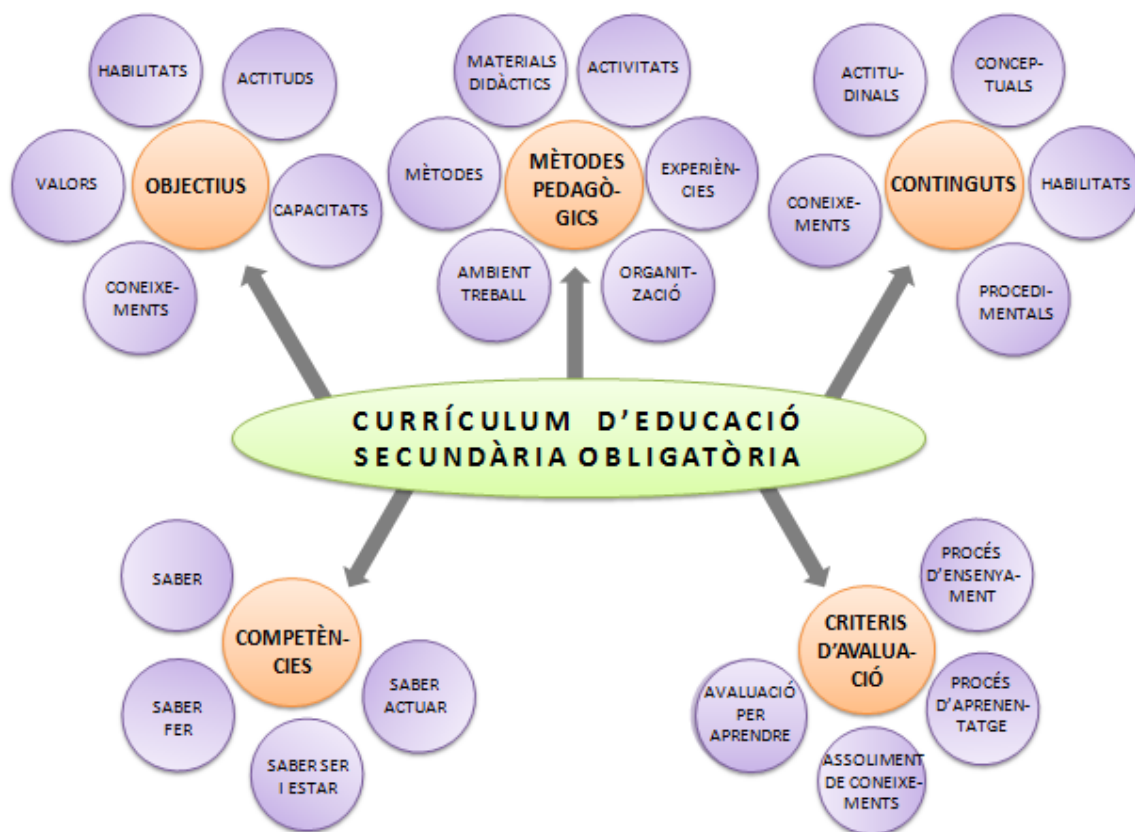 HABILITATS
ACTITUDS
VALORS
OBJECTIUS
CAPACITATS
CONEIXE-
MENTS
MATERIALS
DIDÀCTICS
ACTIVITATS
MÈTODES
MÈTODES
PEDAGÒ-
GICS
EXPERIÈN-
CIES
AMBIENT
TREBALL
ORGANIT-
ZACIÓ
ACTITU-
DINALS
CONCEP-
TUALS
CONEIXE-
MENTS
CONTINGUTS
HABILITATS
PROCEDI-
MENTALS
CURRÍCULUM D'EDUCACIÓ
SECUNDÀRIA OBLIGATÒRIA
SABER
COMPETÈN-
CIES
SABER
FER
SABER
ACTUAR
SABER SER
I ESTAR
PROCÉS
D'ENSENYA-
MENT
CRITERIS
D'AVALUA-
CIÓ
AVALUACIÓ
PER
APRENDRE
PROCÉS
D'APRENEN-
TATGE
ASSOLIMENT
DE CONEIXE-
MENTS